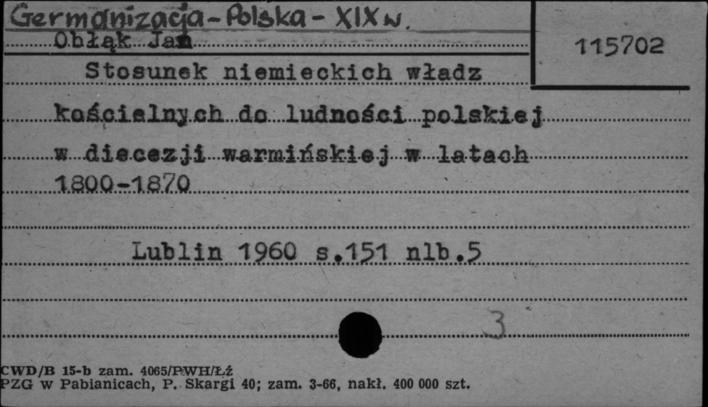 Germanizacja - Polska - XIX w.
Obłąk Jan
115702
Stosunek niemieckich władz
kościelnych do ludności polskiej
w diecezji warmińskiej w latach
1800-1870
Lublin 1960 s.151 nlb.5
3
CWD/B 15-b zam. 4065/PWH/Łź
PZG w Pabianicach, P. Skargi 40; zam. 3-66, nakł. 400 000 szt.